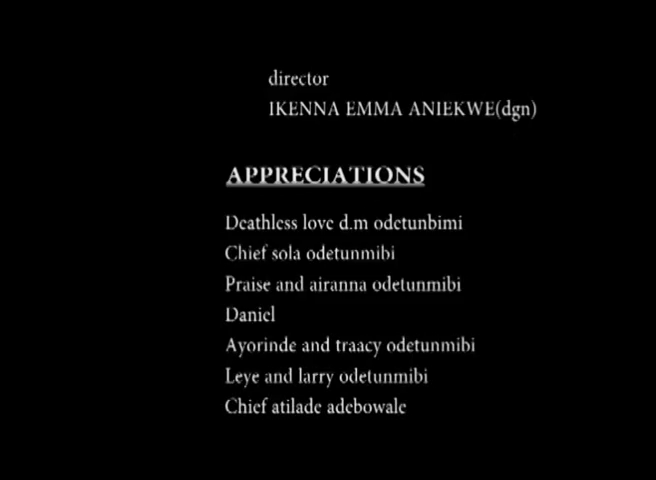 director
IKENNA EMMA ANIEKWE(dgn)
APPRECIATIONS
Deathless love d.m odetunbimi
Chief sola odetunmibi
Praise and airanna odetunmibi
Daniel
Ayorinde and traacy odetunmibi
Leye and larry odetunmibi
Chief atilade adebowale